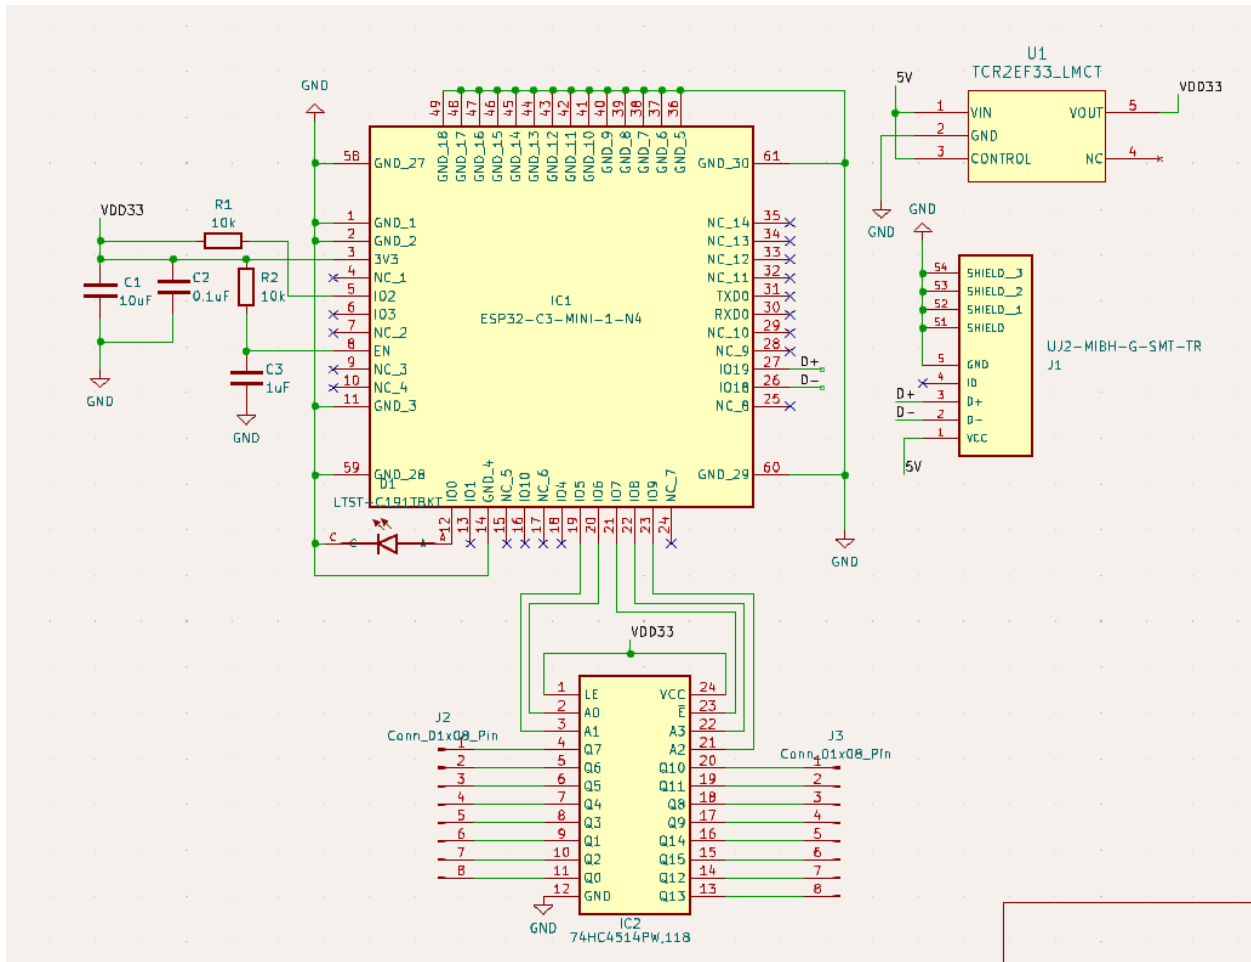 U1
TCR2EF33_LMCT
5V
VDD33
1 VIN VOUT 5
2 GND
3 CONTROL NC 4
GND
GND
49 48 47 46 45 44 43 42 41 40 39 38 37 36
GND_18 GND_17 GND_16 GND_15 GND_14 GND_13 GND_12 GND_11 GND_10 GND_9 GND_8 GND_7 GND_6 GND_5
58 GND_27 GND_30 61
1 GND_1 NC_14 35
2 GND_2 NC_13 34
3 3V3 NC_12 33
4 NC_1 NC_11 32
5 IO2 TXD0 31
6 IO3 RXD0 30
7 NC_2 NC_10 29
8 EN NC_9 28
9 NC_3 IO19 27 D+
10 NC_4 IO18 26 D-
11 GND_3 NC_8 25
59 GND_28 GND_29 60
IC1
ESP32-C3-MINI-1-N4
VDD33
R1
10k
C1
10uF
C2
0.1uF
R2
10k
C3
1uF
GND
GND
D1
LTST-C191TBKT
C C A A
IO0 IO1 GND_4 NC_5 IO10 NC_6 IO4 IO5 IO6 IO7 IO8 IO9 NC_7
12 13 14 15 16 17 18 19 20 21 22 23 24
GND
GND
54 SHIELD_3
53 SHIELD_2
52 SHIELD_1
51 SHIELD
5 GND
4 ID
D+ 3 D+
D- 2 D-
1 VCC
5V
UJ2-MIBH-G-SMT-TR
J1
VDD33
1 LE VCC 24
2 A0 E 23
3 A1 A3 22
4 Q7 A2 21
5 Q6 Q10 20
6 Q5 Q11 19
7 Q4 Q8 18
8 Q3 Q9 17
9 Q1 Q14 16
10 Q2 Q15 15
11 Q0 Q12 14
12 GND Q13 13
GND
IC2
74HC4514PW,118
J2
Conn_01x08_Pin
1
2
3
4
5
6
7
8
J3
Conn_01x08_Pin
1
2
3
4
5
6
7
8